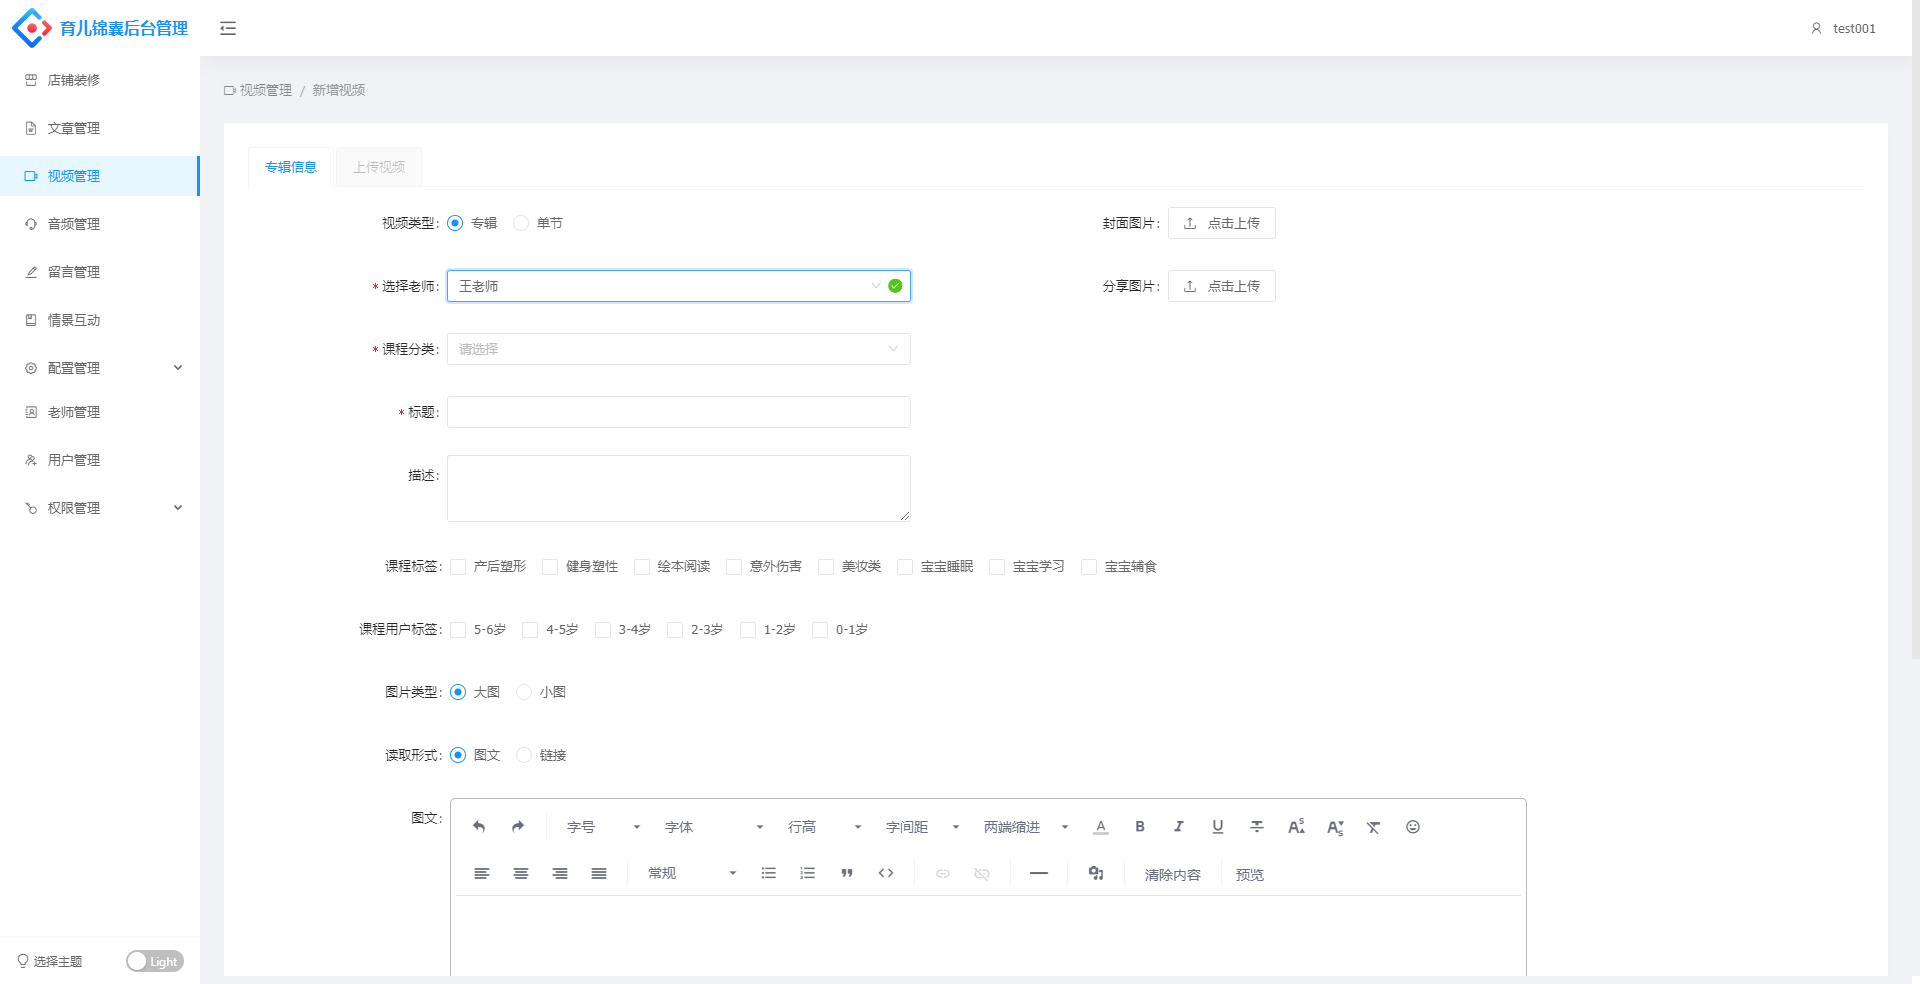 育儿锦囊后台管理
test001
店铺装修
文章管理
视频管理
音频管理
留言管理
情景互动
配置管理
老师管理
用户管理
权限管理
选择主题
Light
视频管理 / 新增视频
专辑信息
上传视频
视频类型: 专辑 单节
封面图片: 点击上传
* 选择老师: 王老师
分享图片: 点击上传
* 课程分类: 请选择
* 标题:
描述:
课程标签: 产后塑形 健身塑性 绘本阅读 意外伤害 美妆类 宝宝睡眠 宝宝学习 宝宝辅食
课程用户标签: 5-6岁 4-5岁 3-4岁 2-3岁 1-2岁 0-1岁
图片类型: 大图 小图
读取形式: 图文 链接
图文:
字号 字体 行高 字间距 两端缩进
常规 清除内容 预览